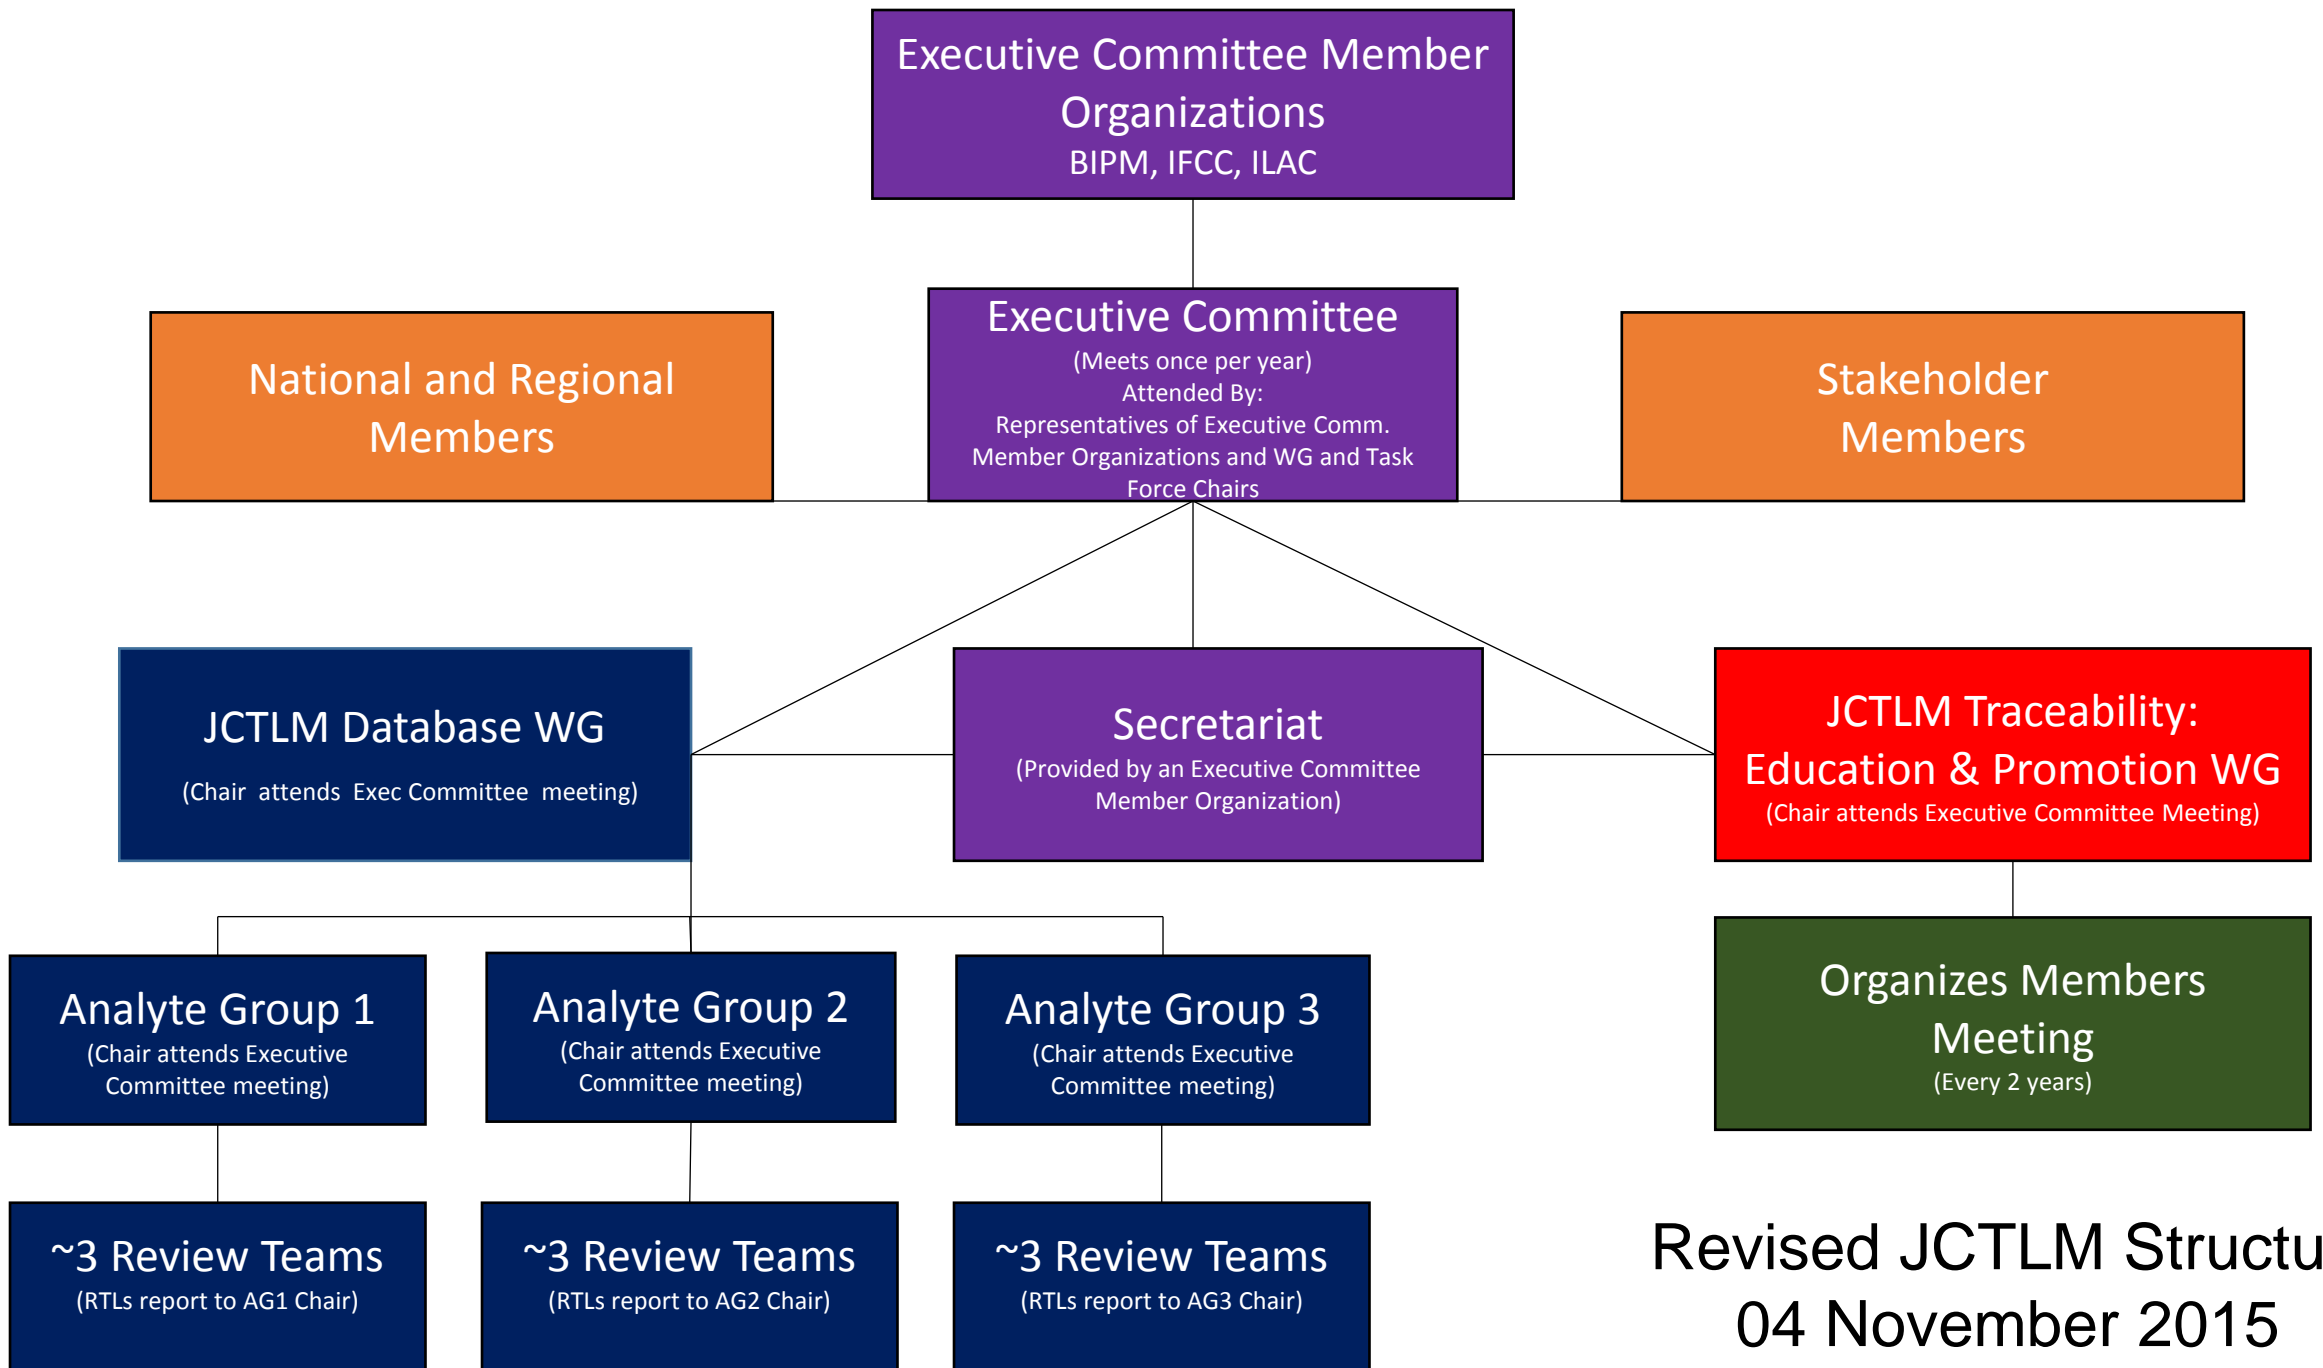 Executive Committee Member
Organizations
BIPM, IFCC, ILAC
National and Regional
Members
Executive Committee
(Meets once per year)
Attended By:
Representatives of Executive Comm.
Member Organizations and WG and Task
Force Chairs
Stakeholder
Members
JCTLM Database WG
(Chair  attends  Exec Committee  meeting)
Secretariat
(Provided by an Executive Committee
Member Organization)
JCTLM Traceability:
Education & Promotion WG
(Chair attends Executive Committee Meeting)
Analyte Group 1
(Chair attends Executive
Committee meeting)
Analyte Group 2
(Chair attends Executive
Committee meeting)
Analyte Group 3
(Chair attends Executive
Committee meeting)
Organizes Members
Meeting
(Every 2 years)
~3 Review Teams
(RTLs report to AG1 Chair)
~3 Review Teams
(RTLs report to AG2 Chair)
~3 Review Teams
(RTLs report to AG3 Chair)
Revised JCTLM Structu
04 November 2015